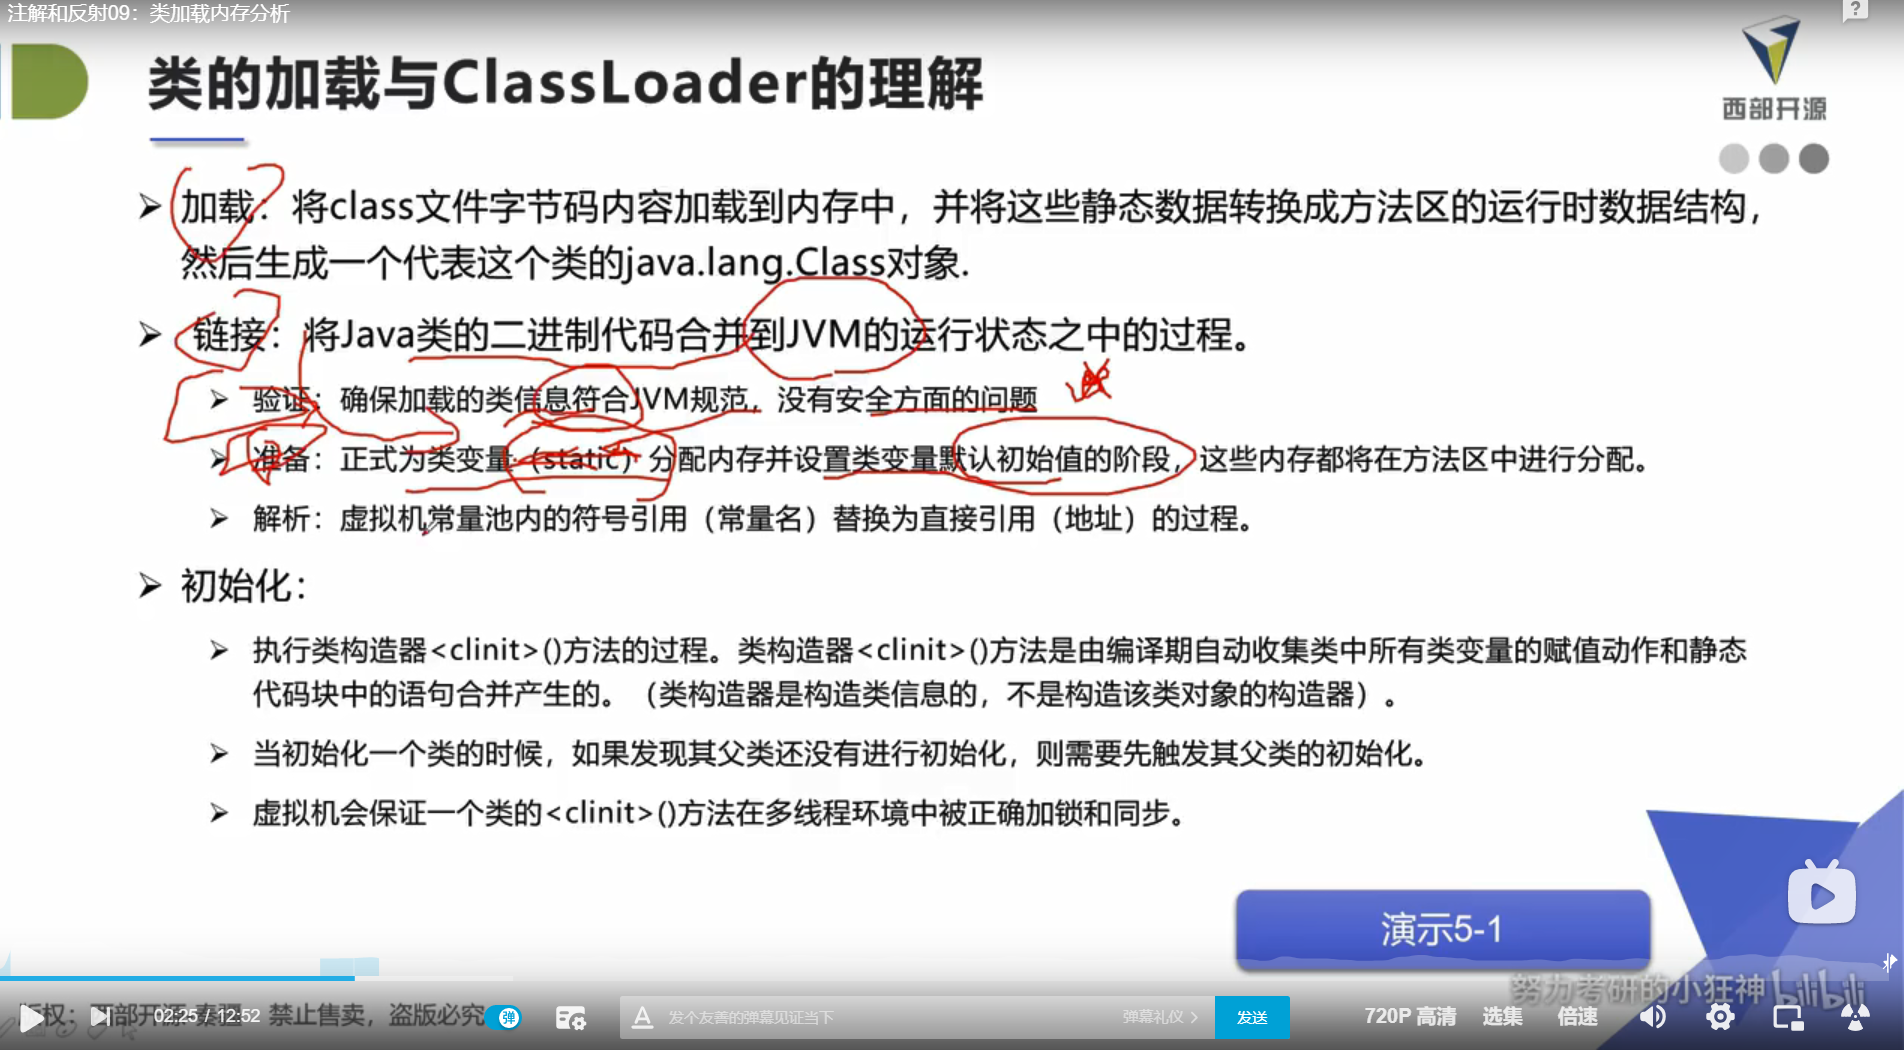 注解和反射09：类加载内存分析
?
类的加载与ClassLoader的理解
西部开源
加载：将class文件字节码内容加载到内存中，并将这些静态数据转换成方法区的运行时数据结构，
然后生成一个代表这个类的java.lang.Class对象.
链接：将Java类的二进制代码合并到JVM的运行状态之中的过程。
验证：确保加载的类信息符合JVM规范，没有安全方面的问题
准备：正式为类变量（static）分配内存并设置类变量默认初始值的阶段，这些内存都将在方法区中进行分配。
解析：虚拟机常量池内的符号引用（常量名）替换为直接引用（地址）的过程。
初始化：
执行类构造器<clinit>()方法的过程。类构造器<clinit>()方法是由编译期自动收集类中所有类变量的赋值动作和静态
代码块中的语句合并产生的。（类构造器是构造类信息的，不是构造该类对象的构造器）。
当初始化一个类的时候，如果发现其父类还没有进行初始化，则需要先触发其父类的初始化。
虚拟机会保证一个类的<clinit>()方法在多线程环境中被正确加锁和同步。
演示5-1
努力考研的小狂神 bilibili
版权：西部开源 秦疆 禁止售卖，盗版必究
02:25 / 12:52
弹
A 发个友善的弹幕见证当下 弹幕礼仪 > 发送
720P 高清 选集 倍速